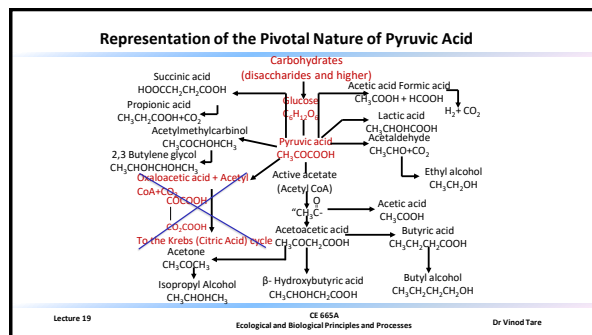 Representation of the Pivotal Nature of Pyruvic Acid
Carbohydrates
(disaccharides and higher)
Glucose
C₆H₁₂O₆
Succinic acid
HOOCCH₂CH₂COOH
Propionic acid
CH₃CH₂COOH+CO₂
Acetylmethylcarbinol
CH₃COCHOHCH₃
2,3 Butylene glycol
CH₃CHOHCHOHCH₃
Oxaloacetic acid + Acetyl
CoA+CO₂
COCOOH
|
CO₂COOH
To the Krebs (Citric Acid) cycle
Acetone
CH₃COCH₃
Isopropyl Alcohol
CH₃CHOHCH₃
Pyruvic acid
CH₃COCOOH
Active acetate
(Acetyl CoA)
O
"CH₃C-
Acetoacetic acid
CH₃COCH₂COOH
β- Hydroxybutyric acid
CH₃CHOHCH₂COOH
Acetic acid Formic acid
CH₃COOH + HCOOH
H₂+ CO₂
Lactic acid
CH₃CHOHCOOH
Acetaldehyde
CH₃CHO+CO₂
Ethyl alcohol
CH₃CH₂OH
Acetic acid
CH₃COOH
Butyric acid
CH₃CH₂CH₂COOH
Butyl alcohol
CH₃CH₂CH₂CH₂OH
Lecture 19
CE 665A
Ecological and Biological Principles and Processes
Dr Vinod Tare